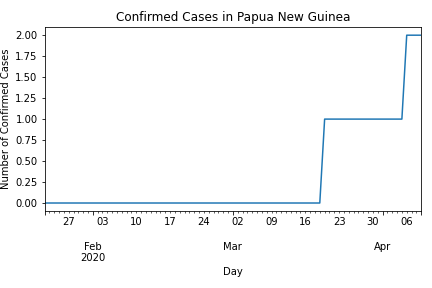 Confirmed Cases in Papua New Guinea
Number of Confirmed Cases
2.00
1.75
1.50
1.25
1.00
0.75
0.50
0.25
0.00
27 03 10 17 24 02 09 16 23 30 06
Feb Mar Apr
2020
Day